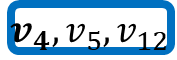 𝒗₄, 𝑣₅, 𝑣₁₂